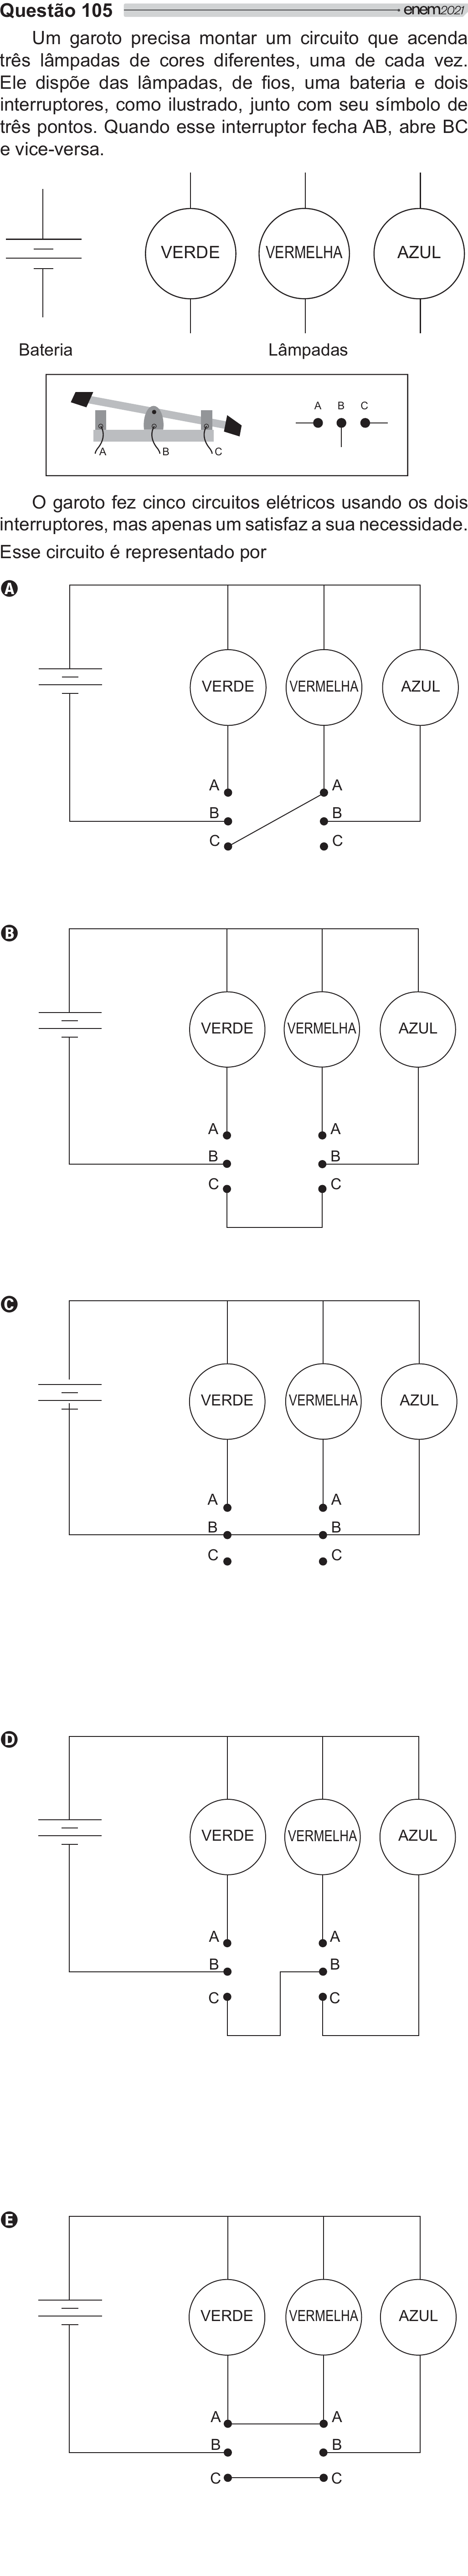 Questão 105
enem2021
Um garoto precisa montar um circuito que acenda
três lâmpadas de cores diferentes, uma de cada vez.
Ele dispõe das lâmpadas, de fios, uma bateria e dois
interruptores, como ilustrado, junto com seu símbolo de
três pontos. Quando esse interruptor fecha AB, abre BC
e vice-versa.
VERDE VERMELHA AZUL
Bateria Lâmpadas
A B C
A B C
O garoto fez cinco circuitos elétricos usando os dois
interruptores, mas apenas um satisfaz a sua necessidade.
Esse circuito é representado por
A
VERDE VERMELHA AZUL
A A
B B
C C
B
VERDE VERMELHA AZUL
A A
B B
C C
C
VERDE VERMELHA AZUL
A A
B B
C C
D
VERDE VERMELHA AZUL
A A
B B
C C
E
VERDE VERMELHA AZUL
A A
B B
C C